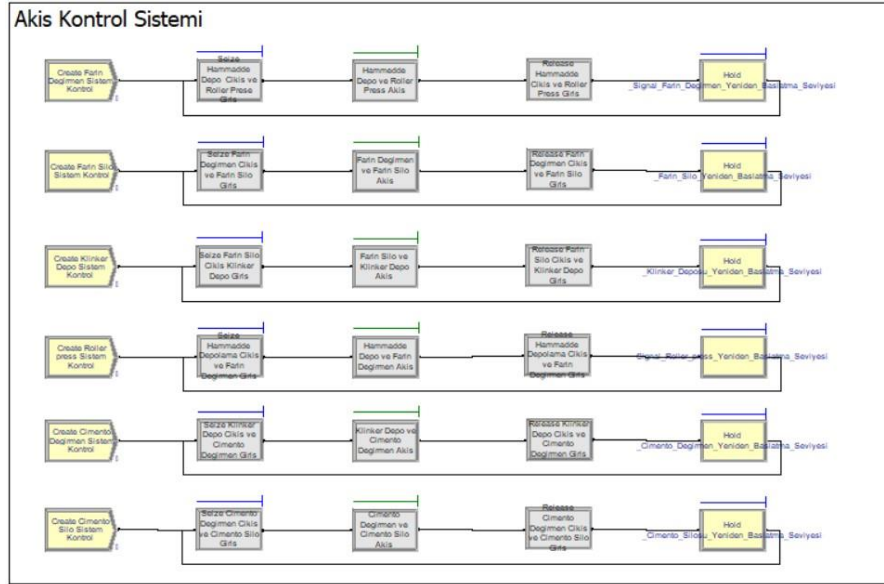 Akis Kontrol Sistemi
Create Farin
Degirmen Sistem
Kontrol
Seize
Hammadde
Depo Cikis ve
Roller Prese
Giris
Hammedde
Depo ve Roller
Press Akis
Release
Hammadde
Cikis ve Roller
Press Giris
Hold
_Signal_Farin_Degirmen_Yeniden_Baslatma_Seviyesi
Create Farin Silo
Sistem Kontrol
Seize Farin
Degirmen Cikis
ve Farin Silo
Giris
Farin Degirmen
ve Farin Silo
Akis
Release Farin
Degirmen Cikis
ve Farin Silo
Giris
Hold
_Farin_Silo_Yeniden_Baslatma_Seviyesi
Create Klinker
Depo Sistem
Kontrol
Seize Farin Silo
Cikis Klinker
Depo Giris
Farin Silo ve
Klinker Depo
Akis
Release Farin
Silo Cikis ve
Klinker Depo
Giris
Hold
_Klinker_Deposu_Yeniden_Baslatma_Seviyesi
Create Roller
press Sistem
Kontrol
Seize
Hammadde
Depolama Cikis
ve Farin
Degirmen Giris
Hammadde
Depo ve Farin
Degirmen Akis
Release
Hammadde
Depolama Cikis
ve Farin
Degirmen Giris
Hold
Signal_Roller_press_Yeniden_Baslatma_Seviyesi
Create Cimento
Degirmen Sistem
Kontrol
Seize Klinker
Depo Cikis ve
Cimento
Degirmen Giris
Klinker Depo ve
Cimento
Degirmen Akis
Release Klinker
Depo Cikis ve
Cimento
Degirmen Giris
Hold
_Cimento_Degirmen_Yeniden_Baslatma_Seviyesi
Create Cimento
Silo Sistem
Kontrol
Seize Cimento
Degirmen Cikis
ve Cimento Silo
Giris
Cimento
Degirmen ve
Cimento Silo
Akis
Release
Cimento
Degirmen Cikis
ve Cimento Silo
Giris
Hold
_Cimento_Silosu_Yeniden_Baslatma_Seviyesi